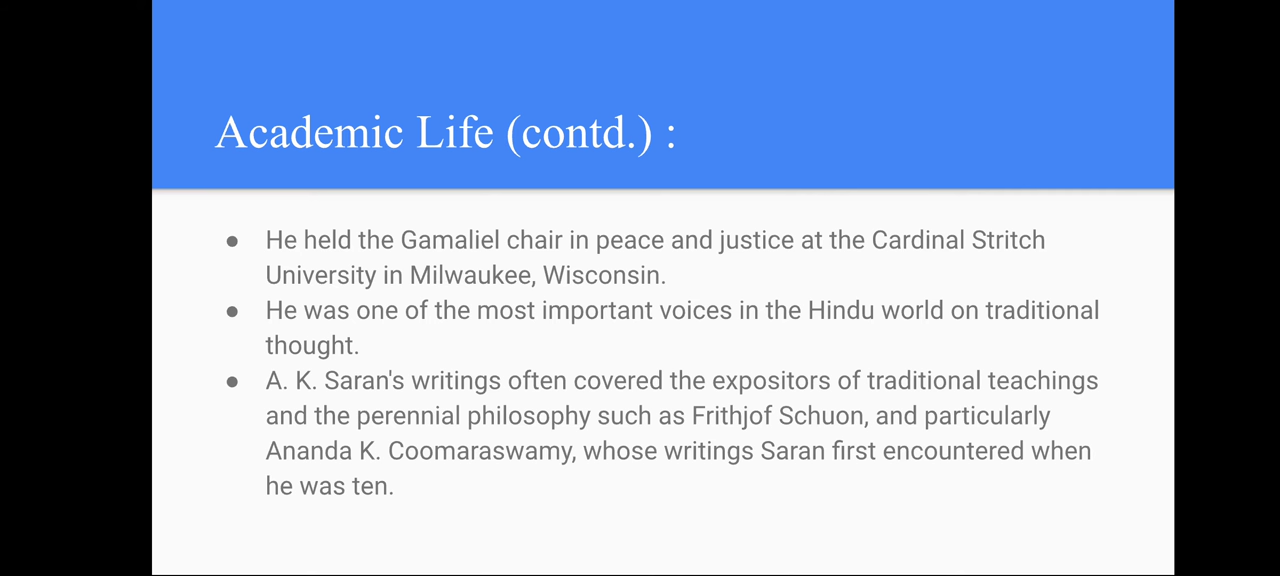 Academic Life (contd.) :
● He held the Gamaliel chair in peace and justice at the Cardinal Stritch
University in Milwaukee, Wisconsin.
● He was one of the most important voices in the Hindu world on traditional
thought.
● A. K. Saran's writings often covered the expositors of traditional teachings
and the perennial philosophy such as Frithjof Schuon, and particularly
Ananda K. Coomaraswamy, whose writings Saran first encountered when
he was ten.